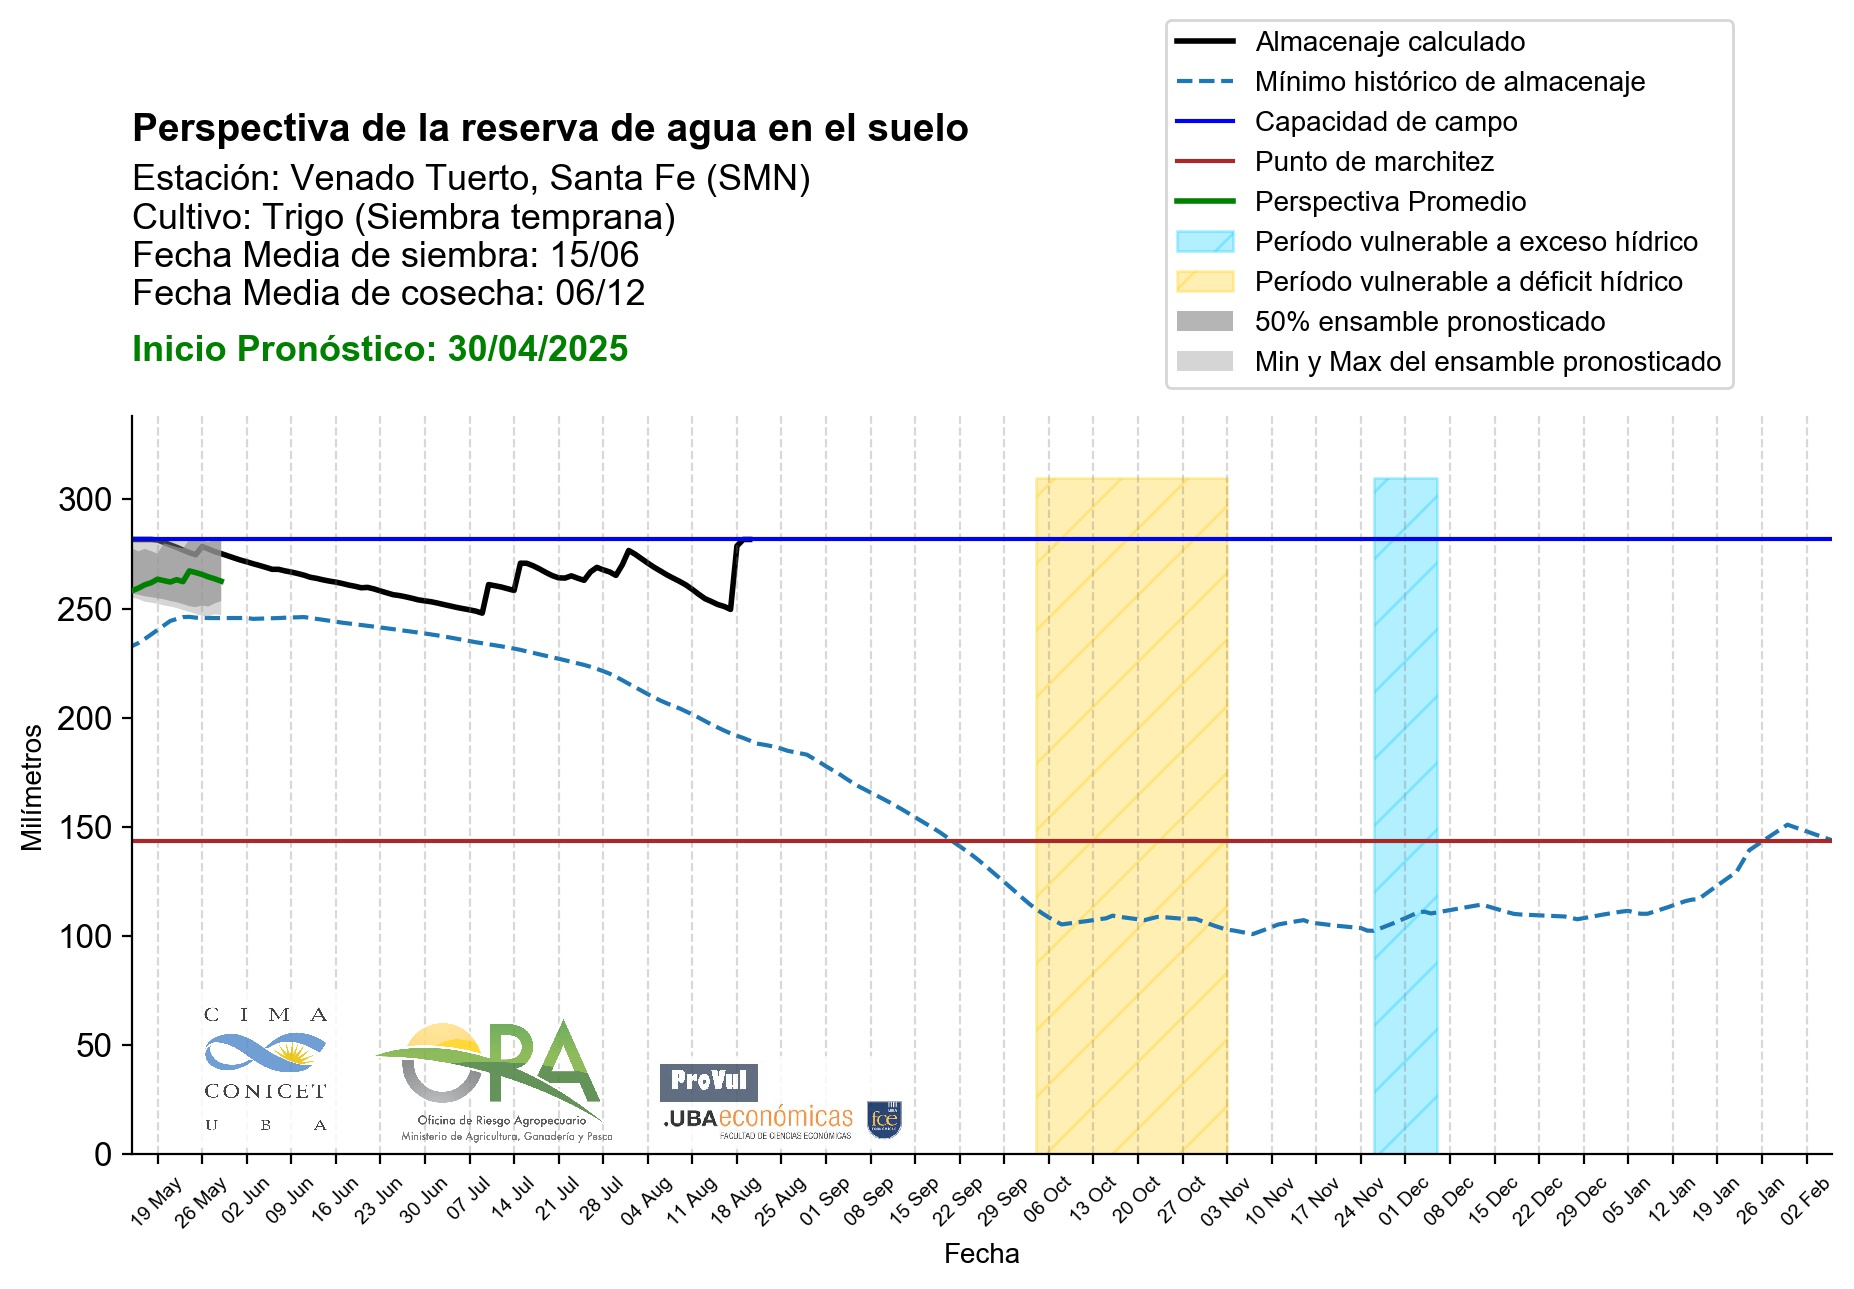 Almacenaje calculado
Mínimo histórico de almacenaje
Capacidad de campo
Punto de marchitez
Perspectiva Promedio
Período vulnerable a exceso hídrico
Período vulnerable a déficit hídrico
50% ensamble pronosticado
Min y Max del ensamble pronosticado
Perspectiva de la reserva de agua en el suelo
Estación: Venado Tuerto, Santa Fe (SMN)
Cultivo: Trigo (Siembra temprana)
Fecha Media de siembra: 15/06
Fecha Media de cosecha: 06/12
Inicio Pronóstico: 30/04/2025
Milímetros
300
250
200
150
100
50
0
C I M A
CONICET
U B A
ORA
Oficina de Riesgo Agropecuario
Ministerio de Agricultura, Ganadería y Pesca
ProVul
.UBAeconómicas
FACULTAD DE CIENCIAS ECONÓMICAS
UBA
fce
19 May
26 May
02 Jun
09 Jun
16 Jun
23 Jun
30 Jun
07 Jul
14 Jul
21 Jul
28 Jul
04 Aug
11 Aug
18 Aug
25 Aug
01 Sep
08 Sep
15 Sep
22 Sep
29 Sep
06 Oct
13 Oct
20 Oct
27 Oct
03 Nov
10 Nov
17 Nov
24 Nov
01 Dec
08 Dec
15 Dec
22 Dec
29 Dec
05 Jan
12 Jan
19 Jan
26 Jan
02 Feb
Fecha